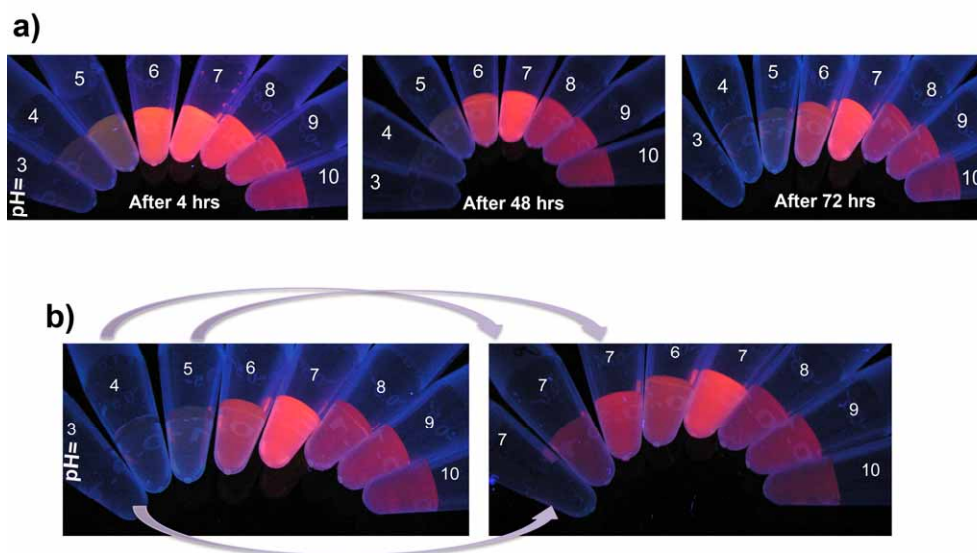 a)
pH= 3 4 5 6 7 8 9 10
After 4 hrs
3 4 5 6 7 8 9 10
After 48 hrs
3 4 5 6 7 8 9 10
After 72 hrs
b)
pH= 3 4 5 6 7 8 9 10
7 7 7 6 7 8 9 10